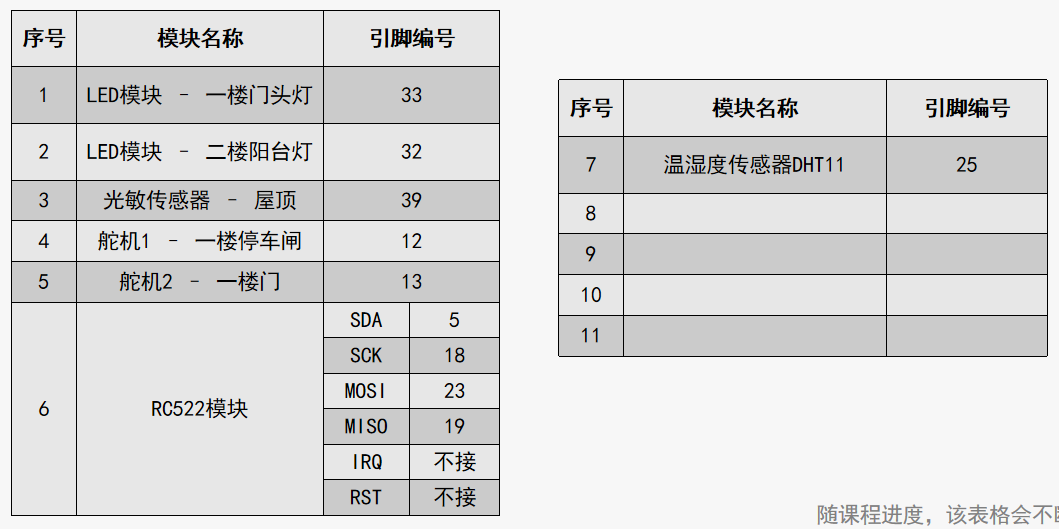 序号 模块名称 引脚编号
1 LED模块 - 一楼门头灯 33
2 LED模块 - 二楼阳台灯 32
3 光敏传感器 - 屋顶 39
4 舵机1 - 一楼停车闸 12
5 舵机2 - 一楼门 13
6 RC522模块
SDA 5
SCK 18
MOSI 23
MISO 19
IRQ 不接
RST 不接
序号 模块名称 引脚编号
7 温湿度传感器DHT11 25
8
9
10
11
随课程进度，该表格会不